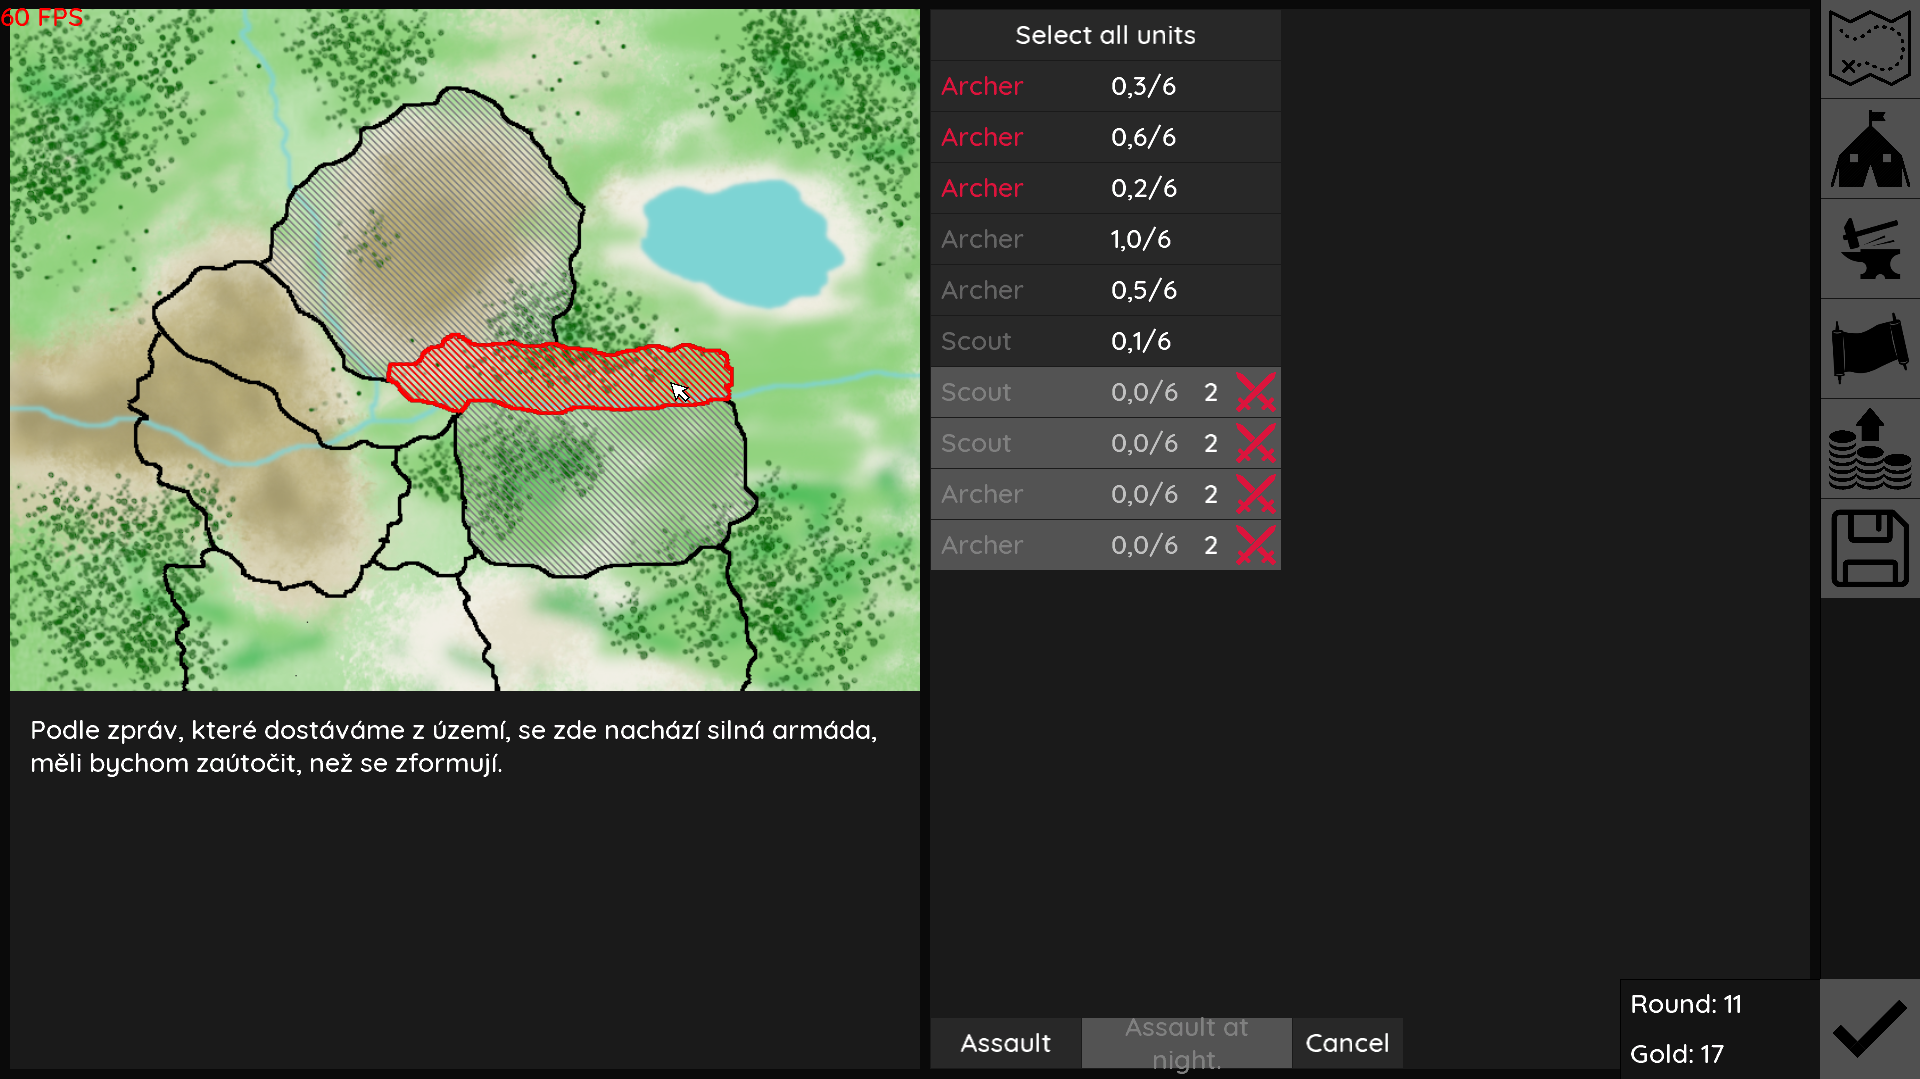 60 FPS
Select all units
Archer 0,3/6
Archer 0,6/6
Archer 0,2/6
Archer 1,0/6
Archer 0,5/6
Scout 0,1/6
Scout 0,0/6 2
Scout 0,0/6 2
Archer 0,0/6 2
Archer 0,0/6 2
Podle zpráv, které dostáváme z území, se zde nachází silná armáda,
měli bychom zaútočit, než se zformují.
Assault
Assault at
night.
Cancel
Round: 11
Gold: 17